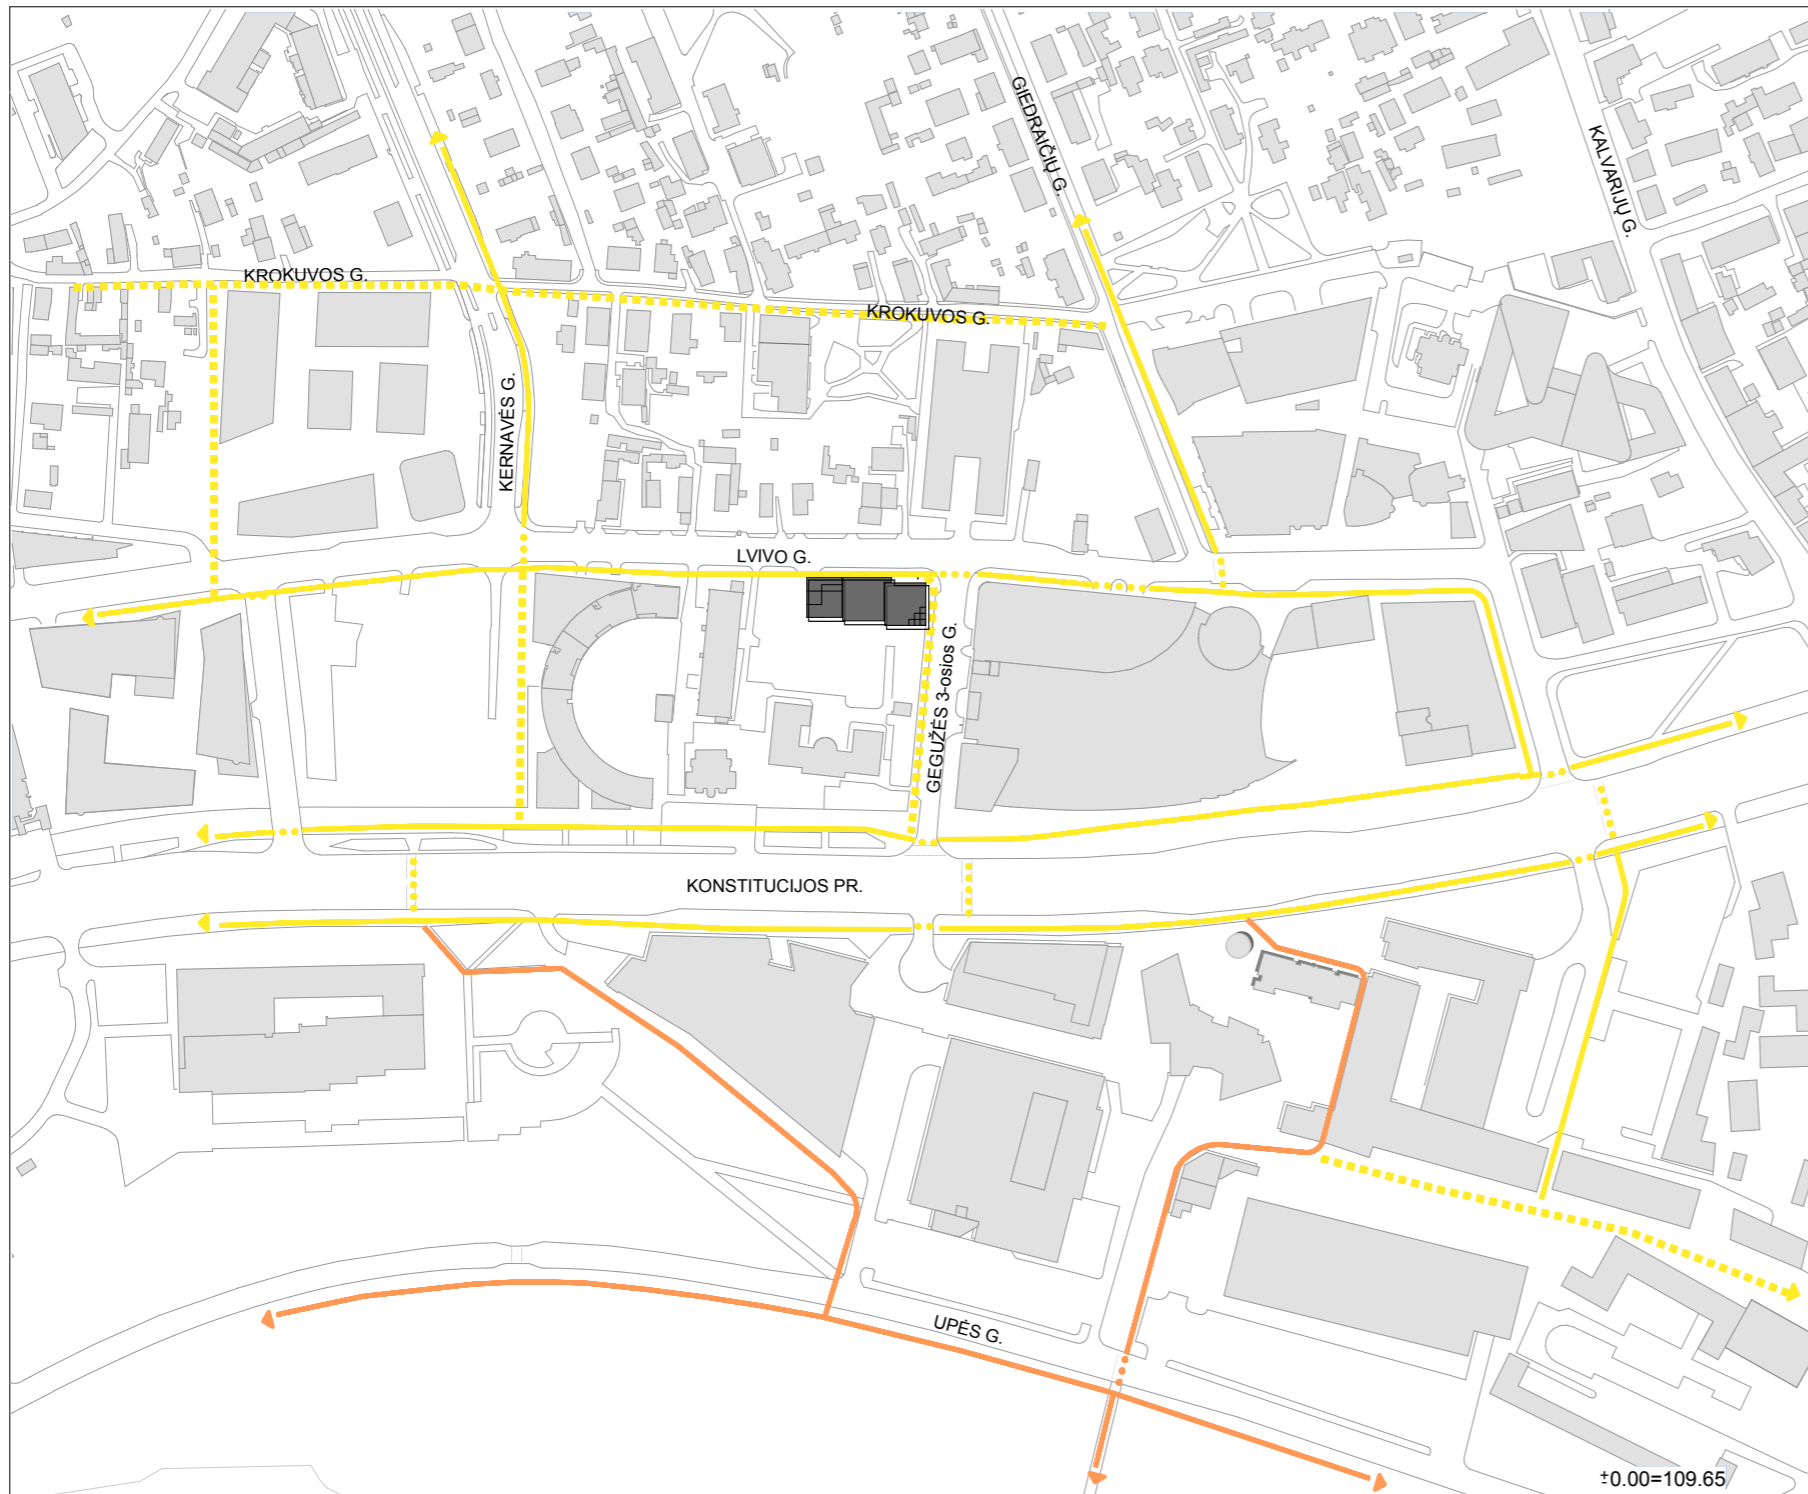 GIEDRAIČIŲ G.
KALVARIJŲ G.
KROKUVOS G.
KROKUVOS G.
KERNAVĖS G.
LVIVO G.
GEGUŽĖS 3-osios G.
KONSTITUCIJOS PR.
UPĖS G.
±0.00=109.65